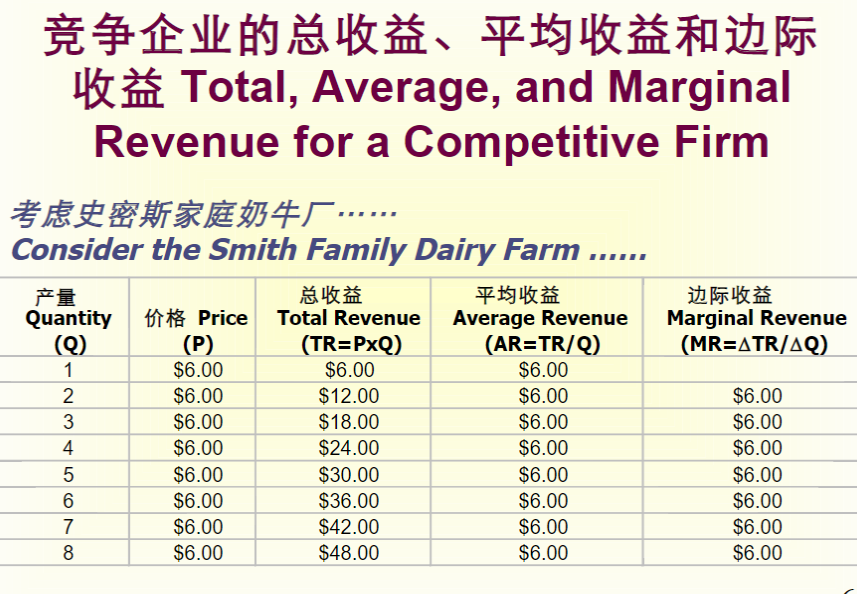 竞争企业的总收益、平均收益和边际
收益 Total, Average, and Marginal
Revenue for a Competitive Firm
考虑史密斯家庭奶牛厂……
Consider the Smith Family Dairy Farm ......
产量 Quantity (Q) 价格 Price (P) 总收益 Total Revenue (TR=PxQ) 平均收益 Average Revenue (AR=TR/Q) 边际收益 Marginal Revenue (MR=△TR/△Q)
1 $6.00 $6.00 $6.00
2 $6.00 $12.00 $6.00 $6.00
3 $6.00 $18.00 $6.00 $6.00
4 $6.00 $24.00 $6.00 $6.00
5 $6.00 $30.00 $6.00 $6.00
6 $6.00 $36.00 $6.00 $6.00
7 $6.00 $42.00 $6.00 $6.00
8 $6.00 $48.00 $6.00 $6.00